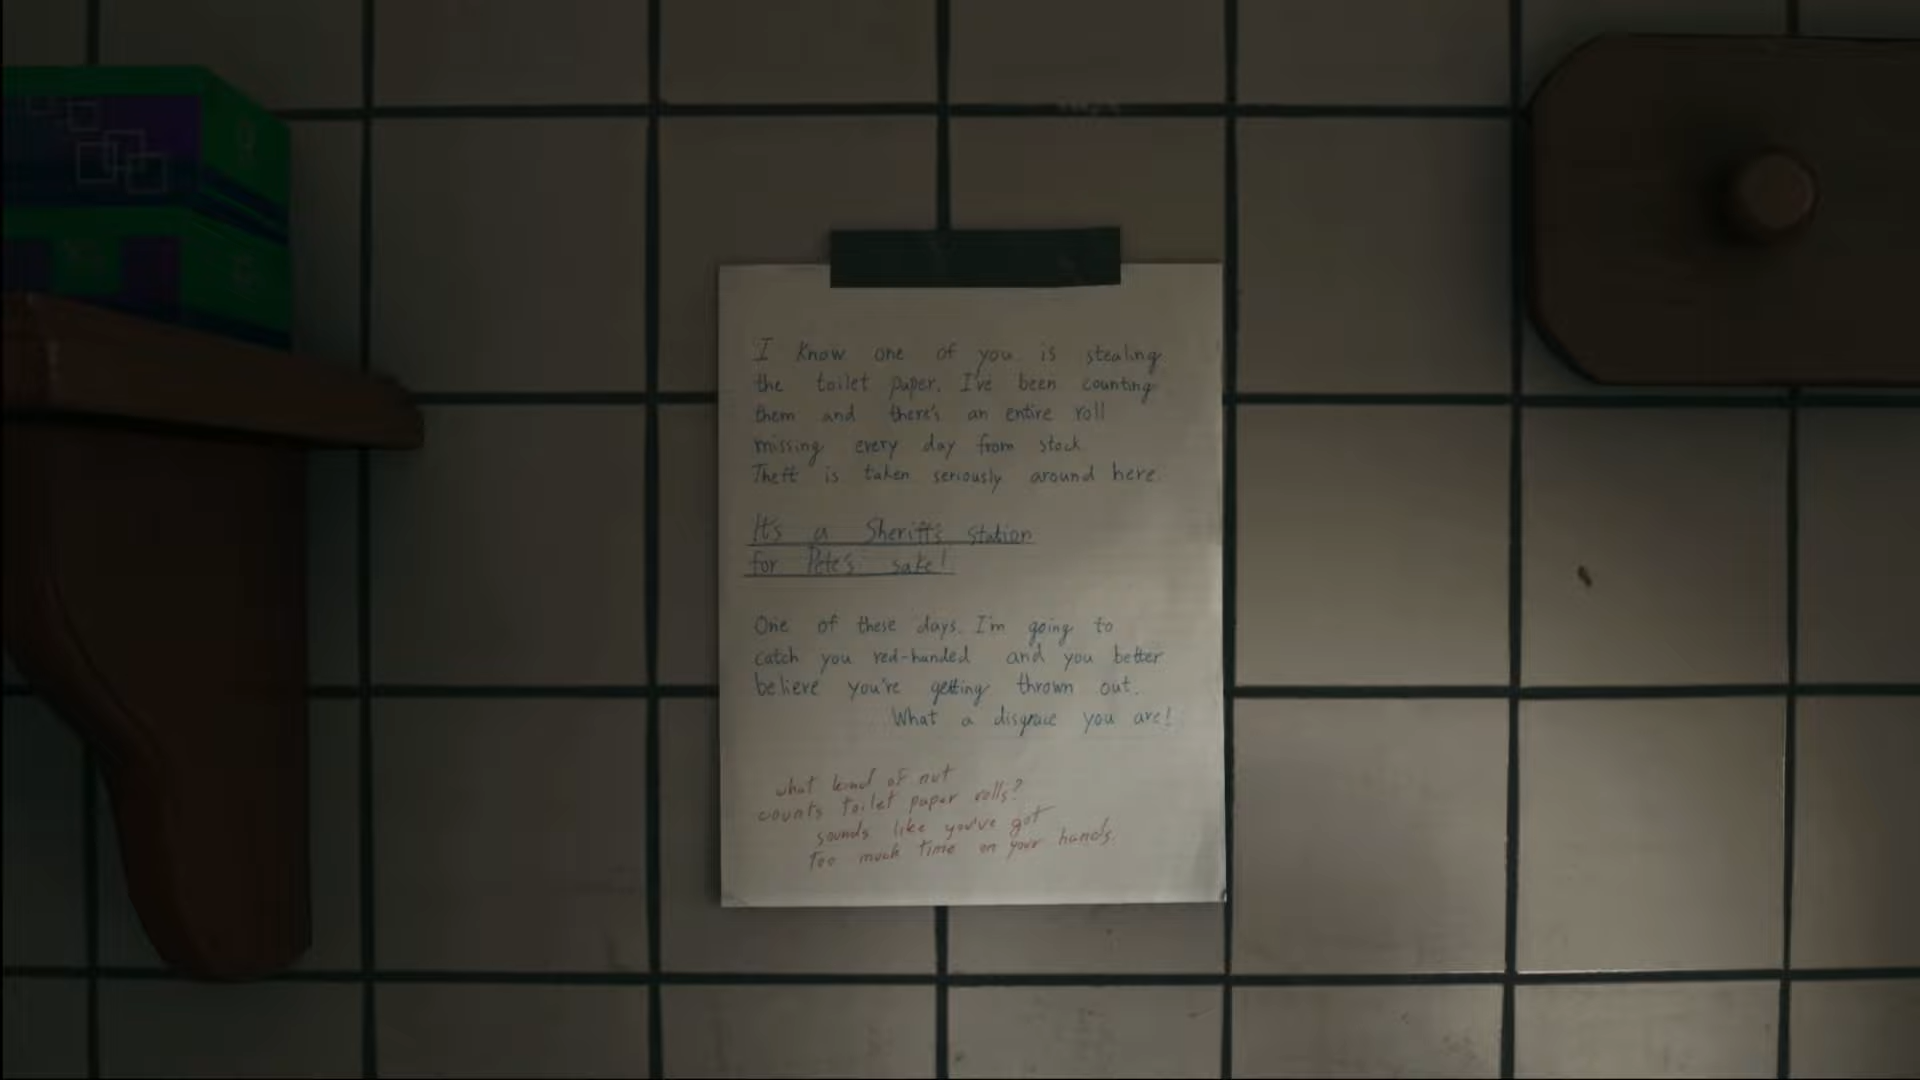 I know one of you is stealing
the toilet paper. I've been counting
them and there's an entire roll
missing every day from stock.
Theft is taken seriously around here.
It's a Sheriff's station
for Pete's sake!
One of these days. I'm going to
catch you red-handed and you better
believe you're getting thrown out.
What a disgrace you are!
what kind of nut
counts toilet paper rolls?
sounds like you've got
Too much time on your hands.